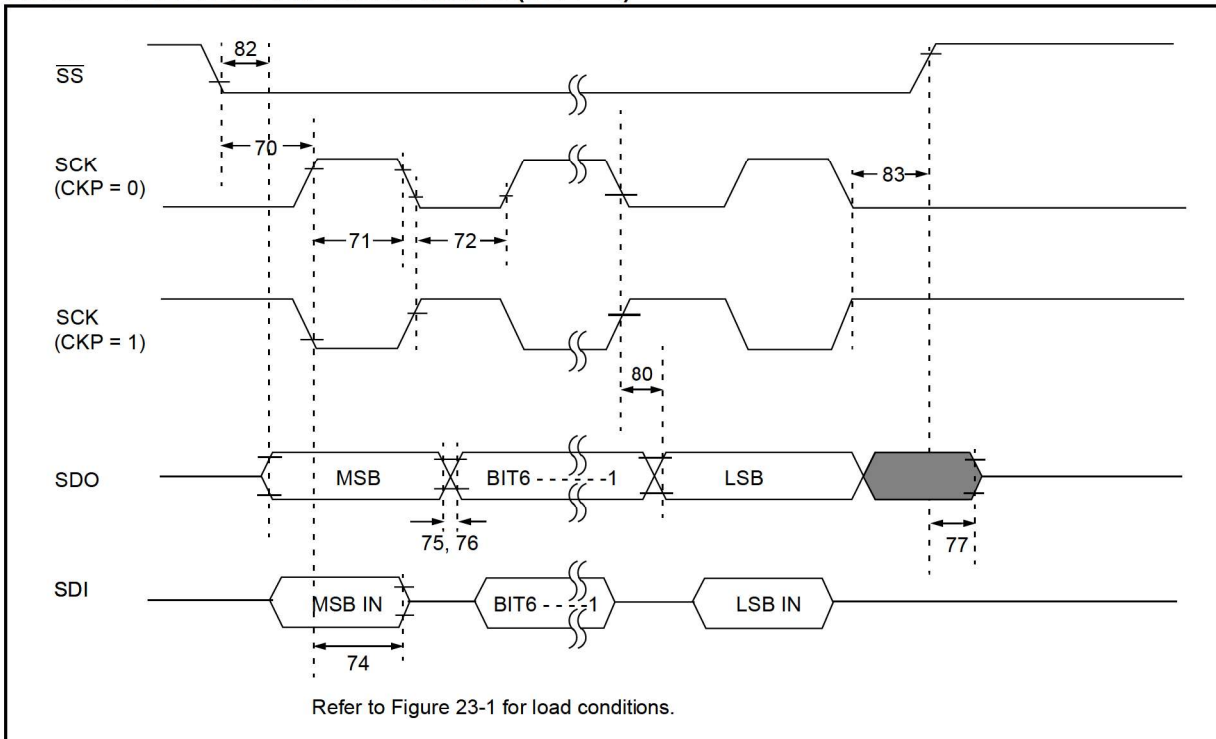 82
SS
70
SCK
(CKP = 0)
83
71
72
SCK
(CKP = 1)
80
SDO
MSB
BIT6 - - - - - -1
LSB
75, 76
77
SDI
MSB IN
BIT6 - - - - -1
LSB IN
74
Refer to Figure 23-1 for load conditions.